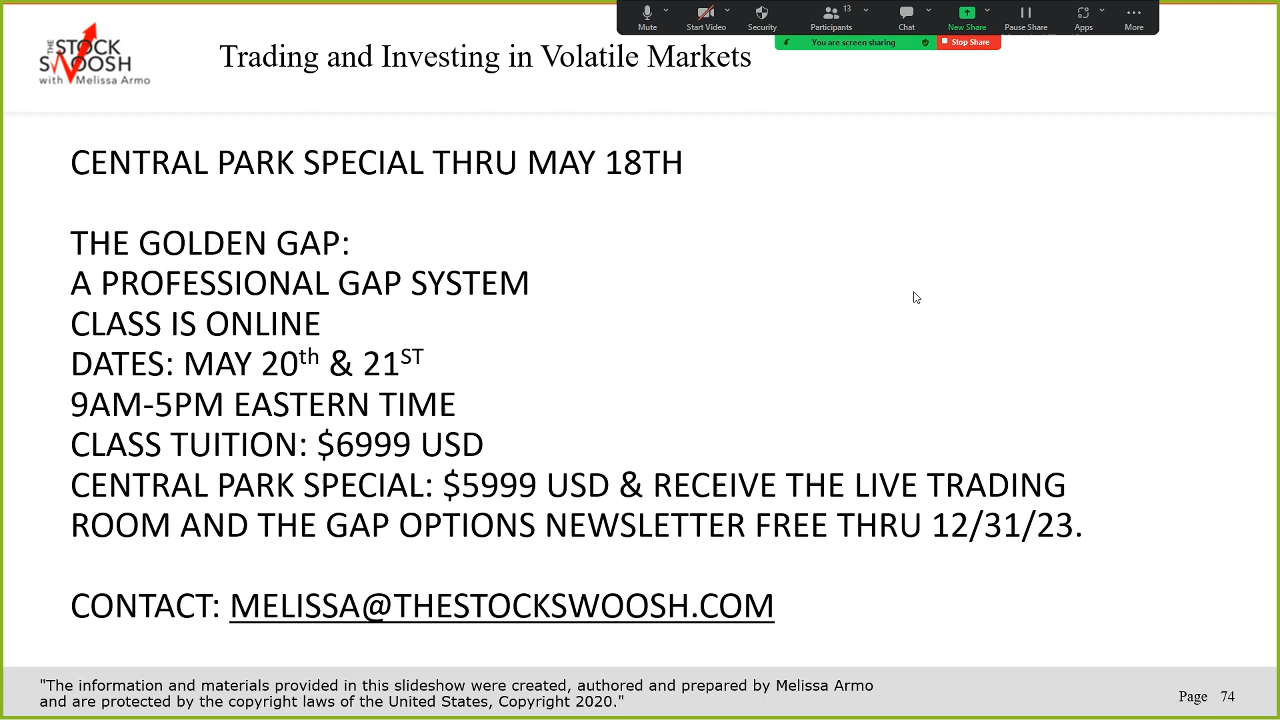 Mute
Start Video
Security
Participants
13
Chat
New Share
Pause Share
Apps
More
You are screen sharing
Stop Share
THE STOCK
SWOOSH
with Melissa Armo
Trading and Investing in Volatile Markets
CENTRAL PARK SPECIAL THRU MAY 18TH
THE GOLDEN GAP:
A PROFESSIONAL GAP SYSTEM
CLASS IS ONLINE
DATES: MAY 20th & 21ST
9AM-5PM EASTERN TIME
CLASS TUITION: $6999 USD
CENTRAL PARK SPECIAL: $5999 USD & RECEIVE THE LIVE TRADING
ROOM AND THE GAP OPTIONS NEWSLETTER FREE THRU 12/31/23.
CONTACT: MELISSA@THESTOCKSWOOSH.COM
"The information and materials provided in this slideshow were created, authored and prepared by Melissa Armo
and are protected by the copyright laws of the United States, Copyright 2020."
Page 74